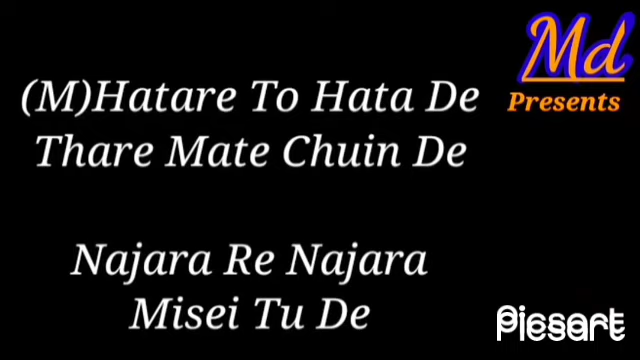 Md
Presents
(M)Hatare To Hata De
Thare Mate Chuin De
Najara Re Najara
Misei Tu De
Picsart